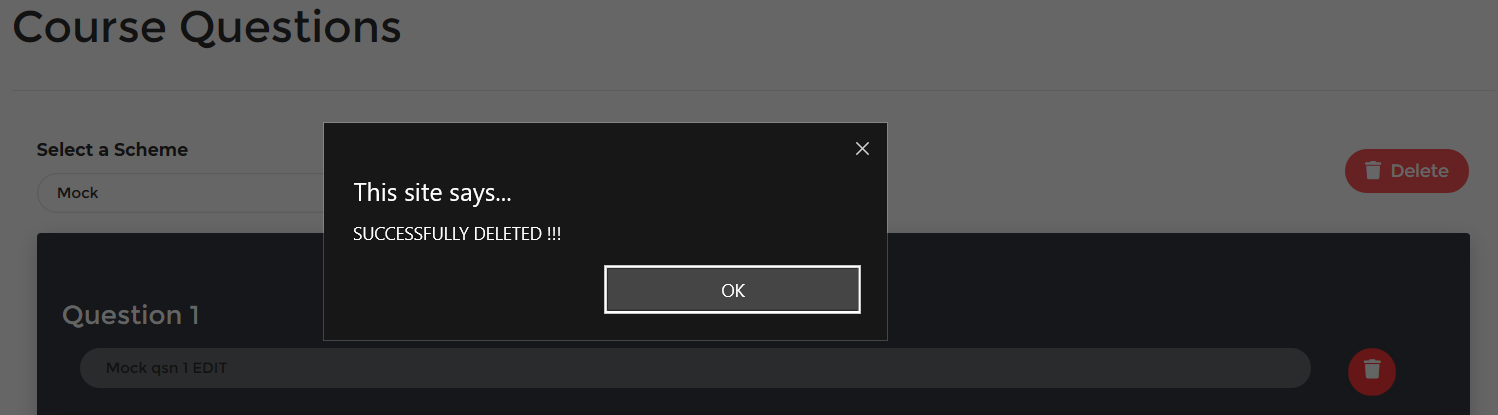 Course Questions
Select a Scheme
Mock
Delete
This site says...
SUCCESSFULLY DELETED !!!
OK
Question 1
Mock qsn 1 EDIT